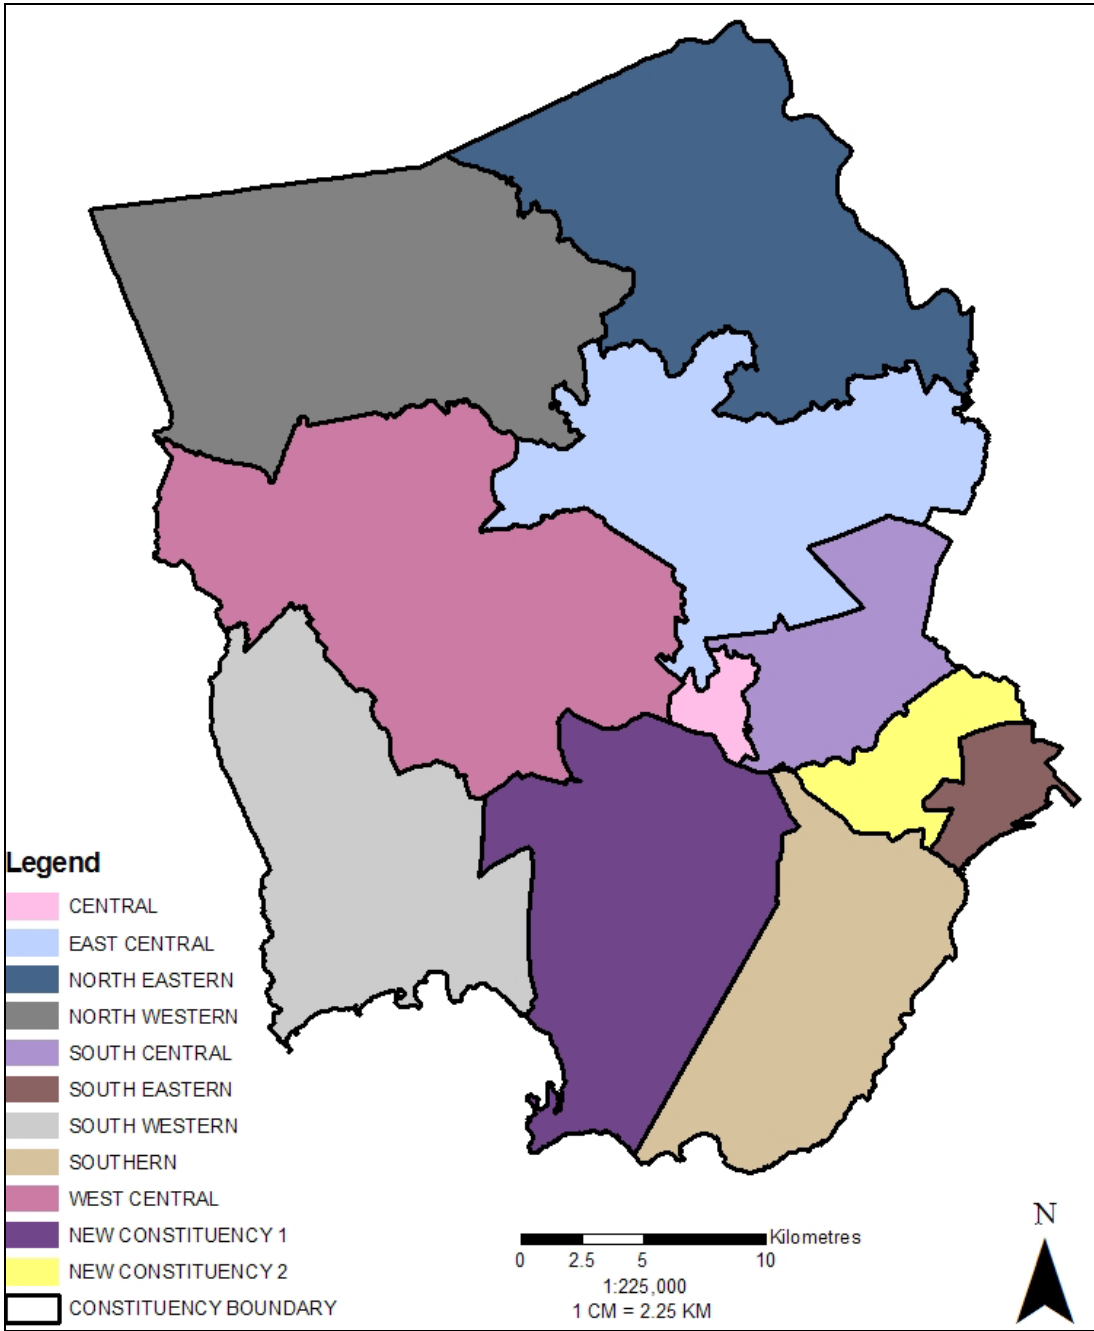 Legend
CENTRAL
EAST CENTRAL
NORTH EASTERN
NORTH WESTERN
SOUTH CENTRAL
SOUTH EASTERN
SOUTH WESTERN
SOUTHERN
WEST CENTRAL
NEW CONSTITUENCY 1
NEW CONSTITUENCY 2
CONSTITUENCY BOUNDARY
Kilometres
0 2.5 5 10
1:225,000
1 CM = 2.25 KM
N